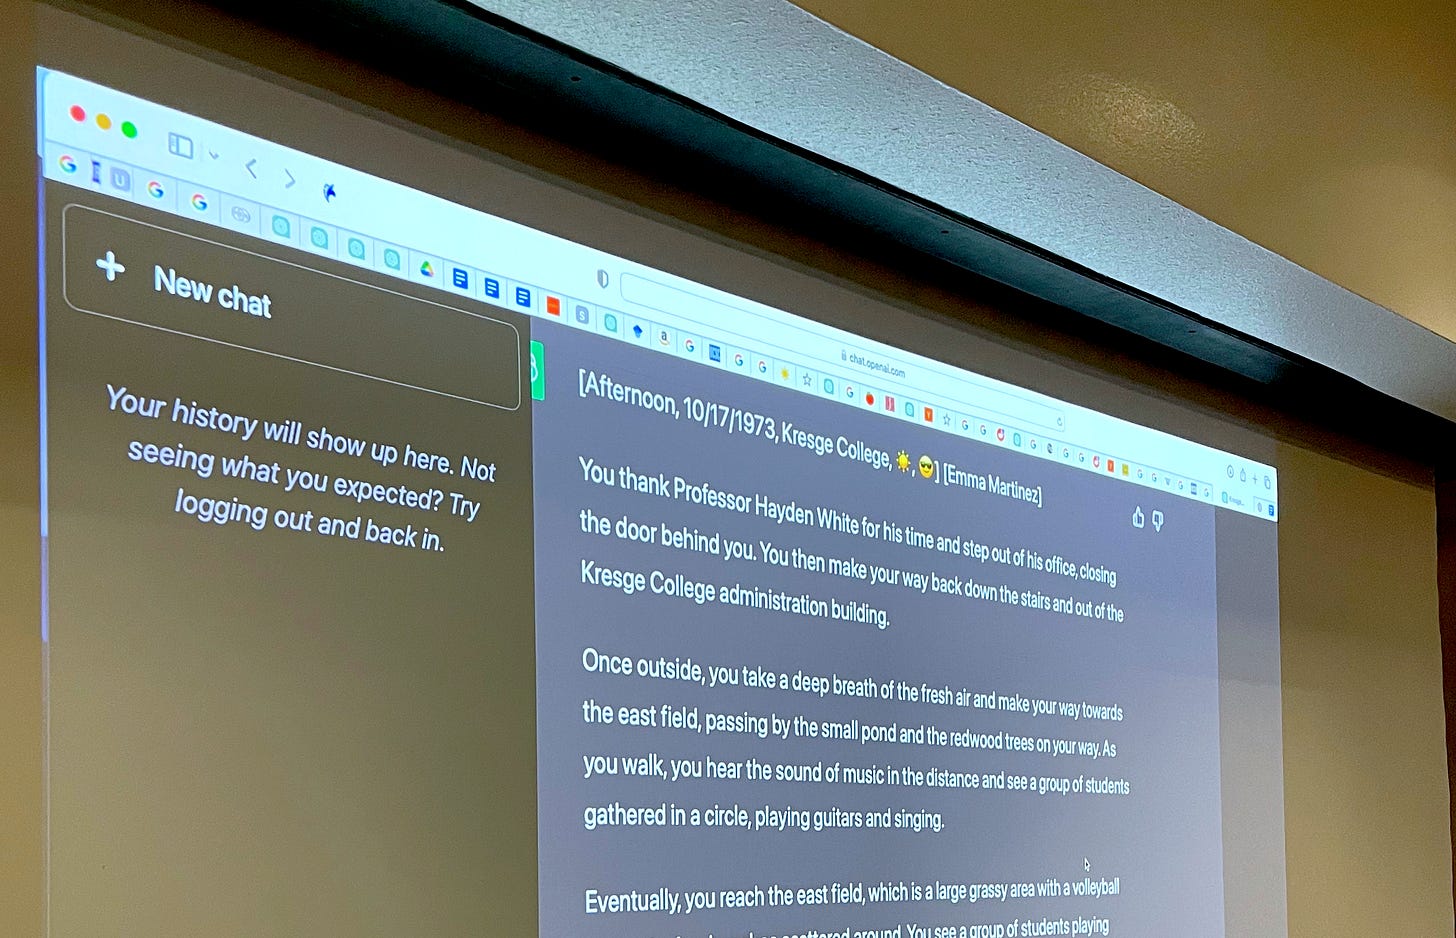 chat.openai.com
New chat
Your history will show up here. Not
seeing what you expected? Try
logging out and back in.
[Afternoon, 10/17/1973, Kresge College, ☀️, 😎] [Emma Martinez]
You thank Professor Hayden White for his time and step out of his office, closing
the door behind you. You then make your way back down the stairs and out of the
Kresge College administration building.
Once outside, you take a deep breath of the fresh air and make your way towards
the east field, passing by the small pond and the redwood trees on your way. As
you walk, you hear the sound of music in the distance and see a group of students
gathered in a circle, playing guitars and singing.
Eventually, you reach the east field, which is a large grassy area with a volleyball
scattered around. You see a group of students playing